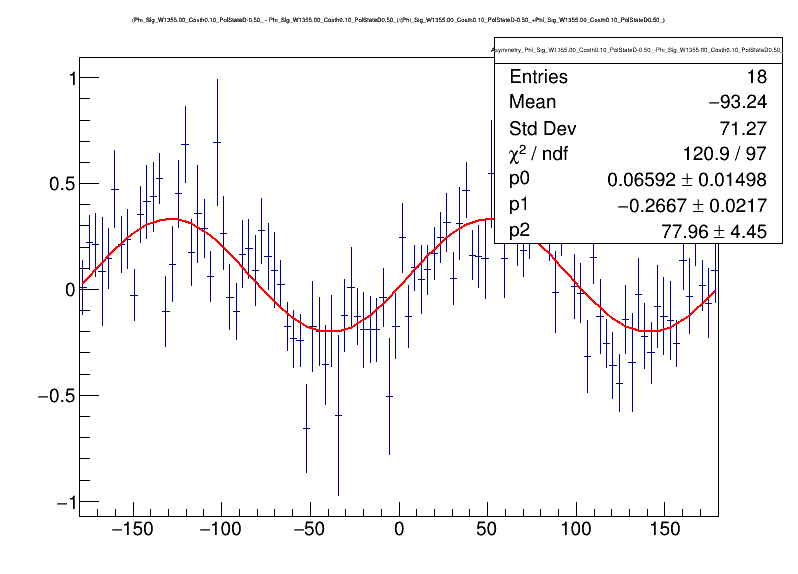 (Phi_Sig_W1355.00_Costh0.10_PolStateD-0.50_ - Phi_Sig_W1355.00_Costh0.10_PolStateD0.50_)/(Phi_Sig_W1355.00_Costh0.10_PolStateD-0.50_+Phi_Sig_W1355.00_Costh0.10_PolStateD0.50_)
Asymmetry_Phi_Sig_W1355.00_Costh0.10_PolStateD-0.50_-Phi_Sig_W1355.00_Costh0.10_PolStateD0.50_
Entries 18
Mean −93.24
Std Dev 71.27
χ² / ndf 120.9 / 97
p0 0.06592 ± 0.01498
p1 −0.2667 ± 0.0217
p2 77.96 ± 4.45
1
0.5
0
−0.5
−1
−150 −100 −50 0 50 100 150